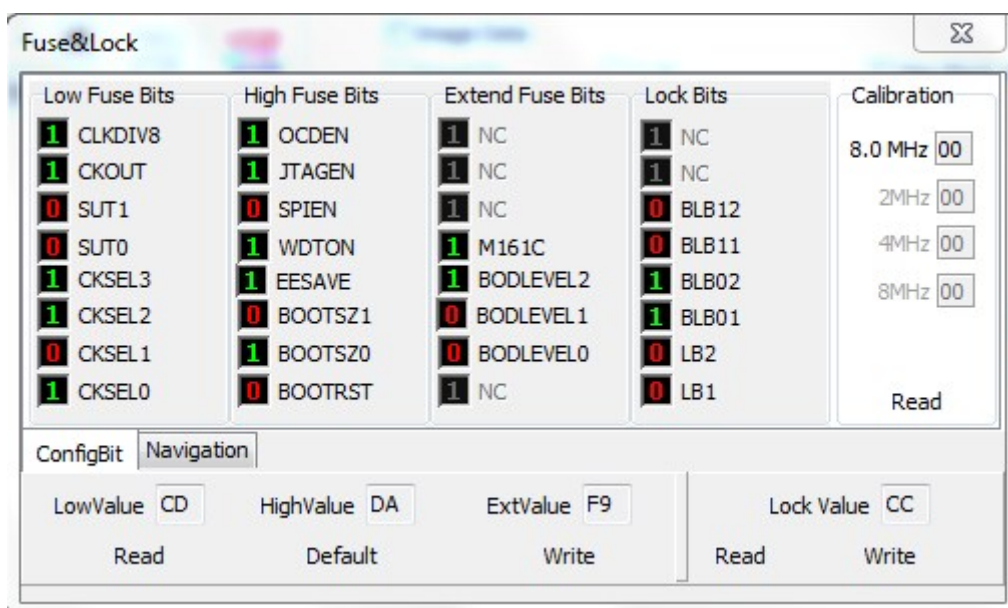 Fuse&Lock
Low Fuse Bits High Fuse Bits Extend Fuse Bits Lock Bits Calibration
1 CLKDIV8 1 OCDEN 1 NC 1 NC
8.0 MHz 00
1 CKOUT 1 JTAGEN 1 NC 1 NC
0 SUT1 0 SPIEN 1 NC 0 BLB12 2MHz 00
0 SUT0 1 WDTON 1 M161C 0 BLB11 4MHz 00
1 CKSEL3 1 EESAVE 1 BODLEVEL2 1 BLB02 8MHz 00
1 CKSEL2 0 BOOTSZ1 0 BODLEVEL1 1 BLB01
0 CKSEL1 1 BOOTSZ0 0 BODLEVEL0 0 LB2
1 CKSEL0 0 BOOTRST 1 NC 0 LB1 Read
ConfigBit Navigation
LowValue CD HighValue DA ExtValue F9 Lock Value CC
Read Default Write Read Write